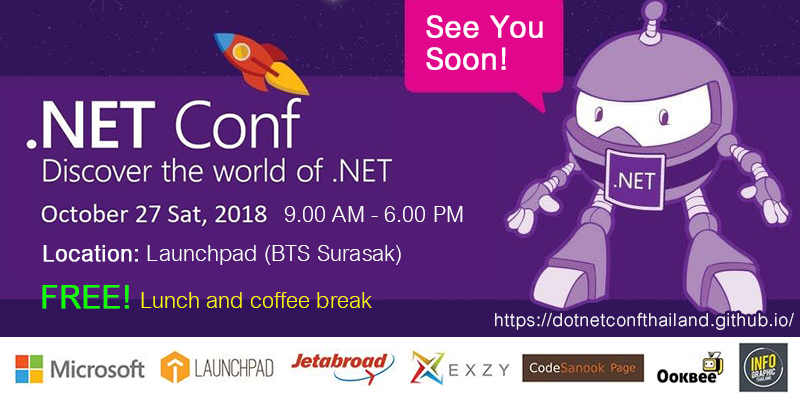 See You
Soon!
.NET Conf
Discover the world of .NET
October 27 Sat, 2018 9.00 AM - 6.00 PM
Location: Launchpad (BTS Surasak)
FREE! Lunch and coffee break
.NET
https://dotnetconfthailand.github.io/
Microsoft
LAUNCHPAD
Jetabroad
EXZY
CodeSanook Page
OOKBEE
INFO
GRAPHIC
THAILAND